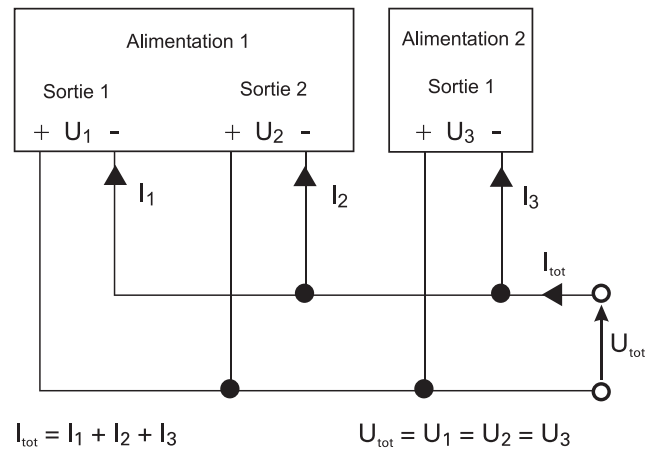 Alimentation 1
Alimentation 2
Sortie 1
Sortie 2
Sortie 1
+ U₁ -
+ U₂ -
+ U₃ -
I₁
I₂
I₃
Iₜₒₜ
Uₜₒₜ
Iₜₒₜ = I₁ + I₂ + I₃
Uₜₒₜ = U₁ = U₂ = U₃